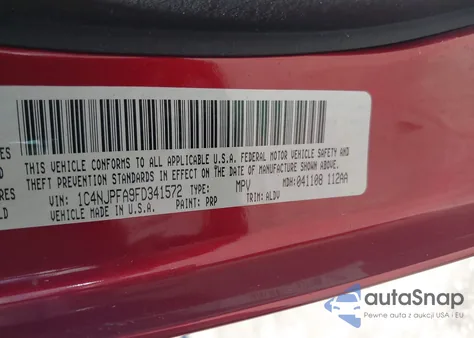 THIS VEHICLE CONFORMS TO ALL APPLICABLE U.S.A. FEDERAL MOTOR VEHICLE SAFETY AND
THEFT PREVENTION STANDARDS IN EFFECT ON THE DATE OF MANUFACTURE SHOWN ABOVE.
VIN: 1C4NJPFA9FD341572 TYPE: MPV MDH: 041108 112AA
VEHICLE MADE IN U.S.A. PAINT: PRP TRIM: ALDV
autoSnap
Pewne auta z aukcji USA i EU